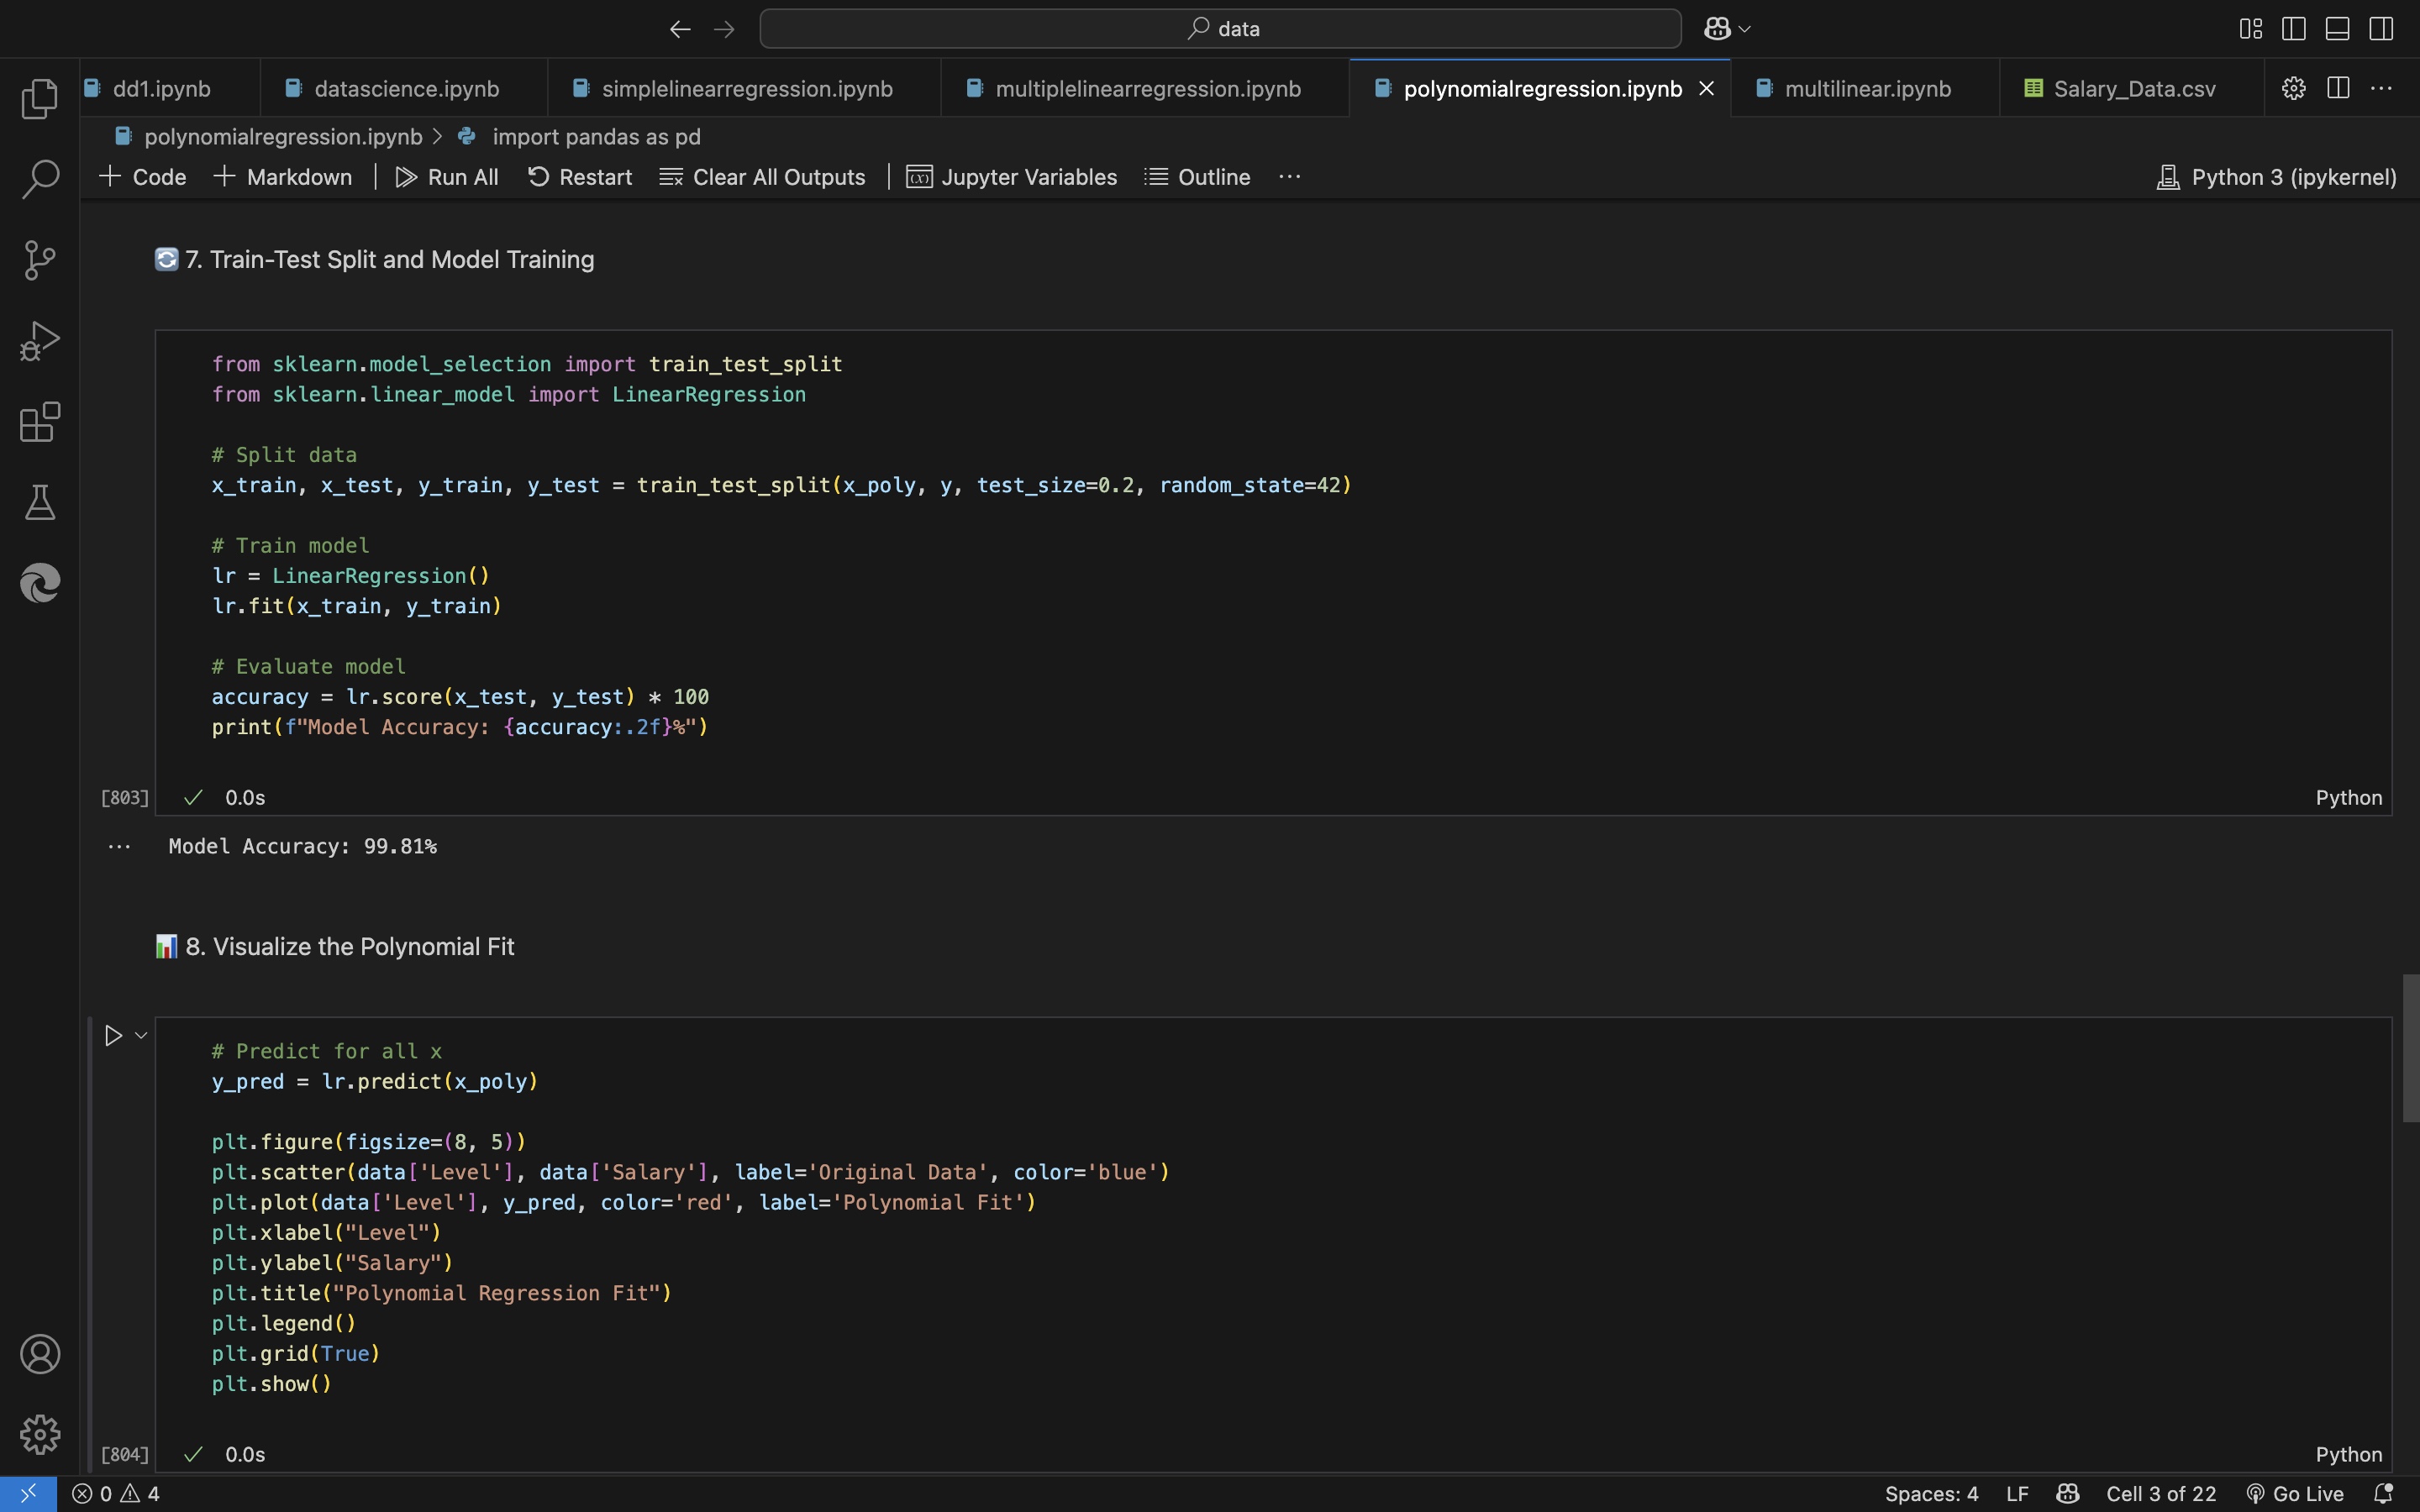 data
dd1.ipynb
datascience.ipynb
simplelinearregression.ipynb
multiplelinearregression.ipynb
polynomialregression.ipynb
multilinear.ipynb
Salary_Data.csv
polynomialregression.ipynb > import pandas as pd
Code Markdown Run All Restart Clear All Outputs Jupyter Variables Outline ... Python 3 (ipykernel)
7. Train-Test Split and Model Training
from sklearn.model_selection import train_test_split
from sklearn.linear_model import LinearRegression
# Split data
x_train, x_test, y_train, y_test = train_test_split(x_poly, y, test_size=0.2, random_state=42)
# Train model
lr = LinearRegression()
lr.fit(x_train, y_train)
# Evaluate model
accuracy = lr.score(x_test, y_test) * 100
print(f"Model Accuracy: {accuracy:.2f}%")
[803] 0.0s Python
... Model Accuracy: 99.81%
8. Visualize the Polynomial Fit
# Predict for all x
y_pred = lr.predict(x_poly)
plt.figure(figsize=(8, 5))
plt.scatter(data['Level'], data['Salary'], label='Original Data', color='blue')
plt.plot(data['Level'], y_pred, color='red', label='Polynomial Fit')
plt.xlabel("Level")
plt.ylabel("Salary")
plt.title("Polynomial Regression Fit")
plt.legend()
plt.grid(True)
plt.show()
[804] 0.0s Python
0 4 Spaces: 4 LF Cell 3 of 22 Go Live